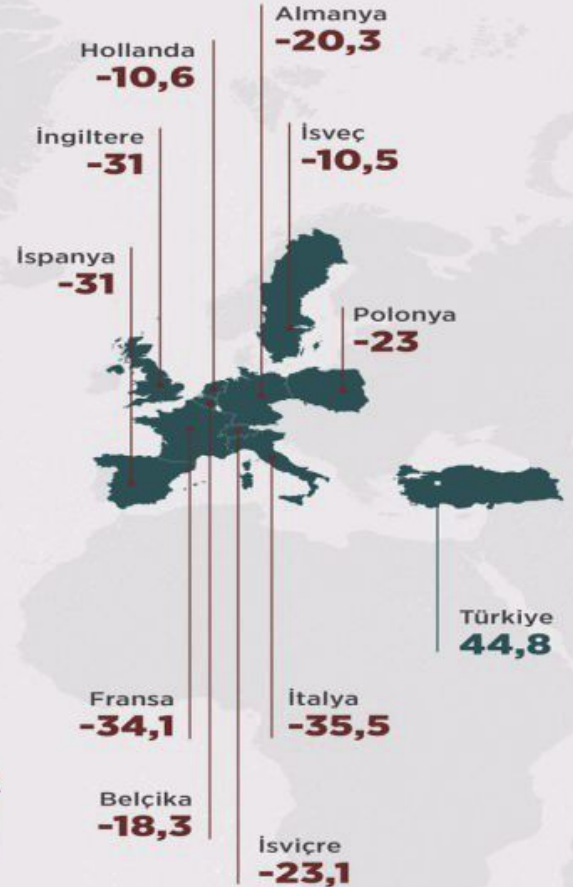 Almanya
-20,3
Hollanda
-10,6
İngiltere
-31
İsveç
-10,5
İspanya
-31
Polonya
-23
Türkiye
44,8
Fransa
-34,1
İtalya
-35,5
Belçika
-18,3
İsviçre
-23,1